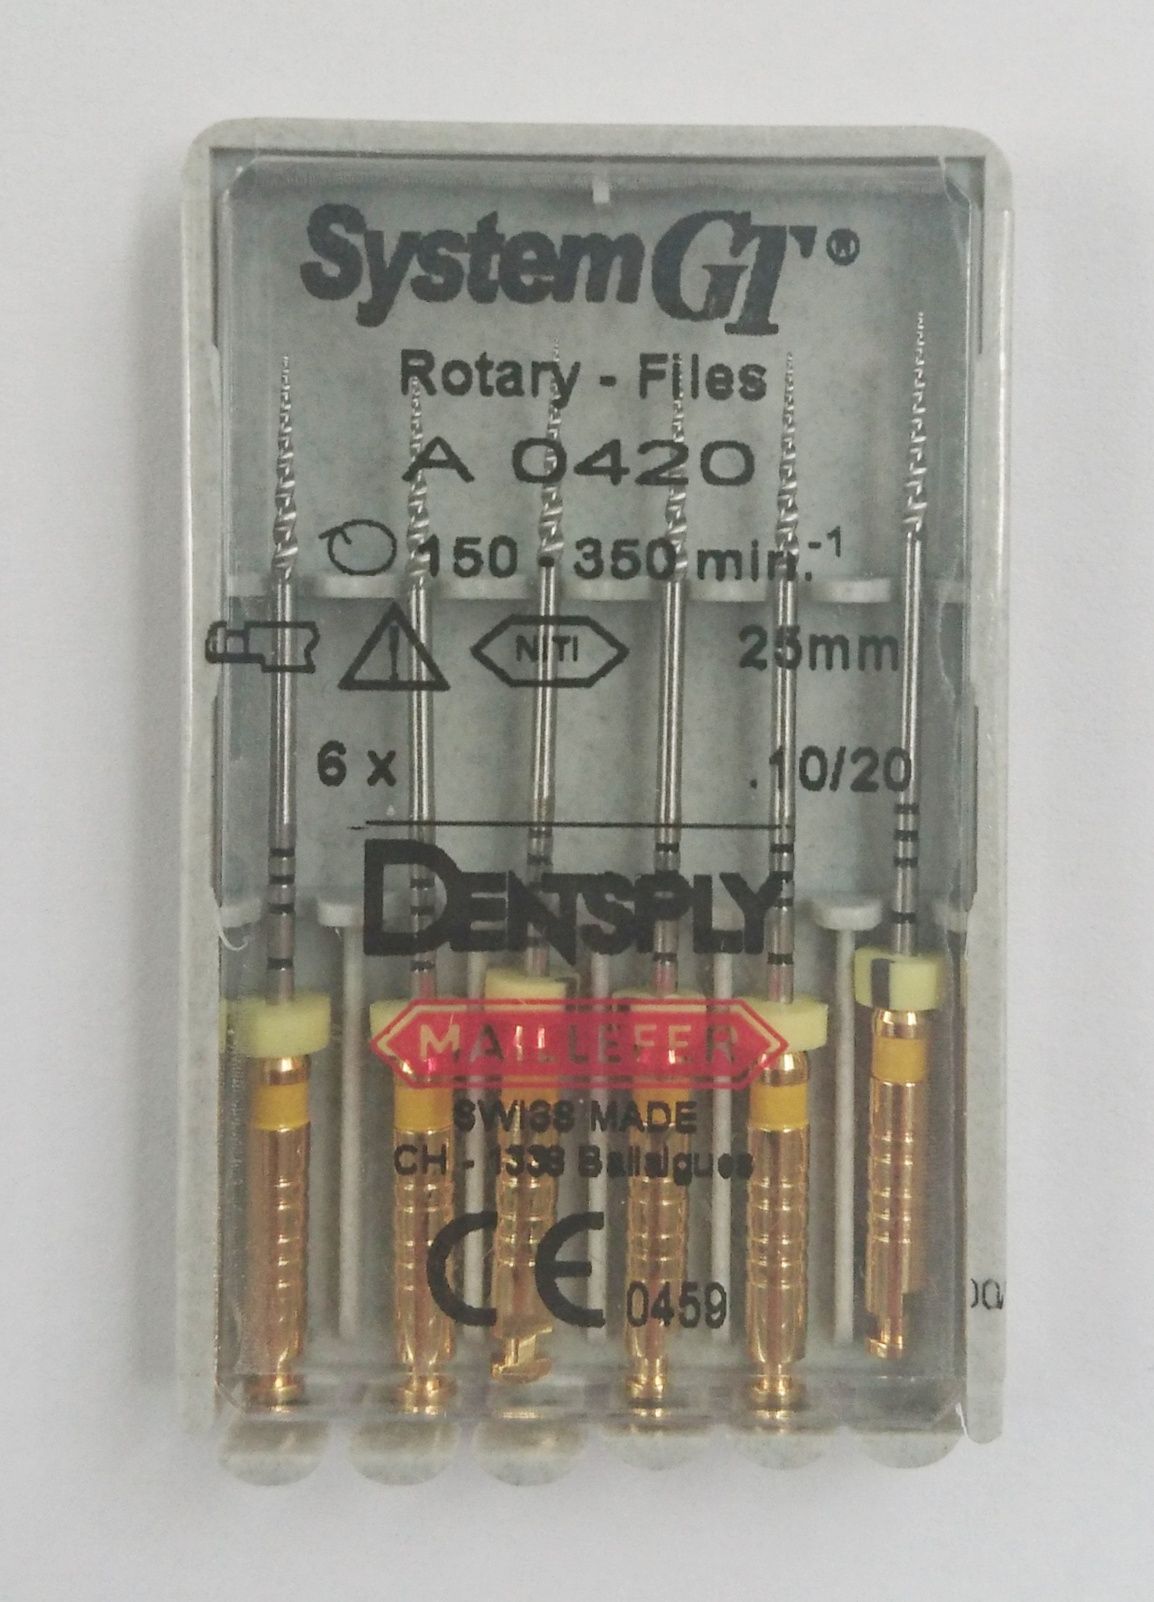 System GT ®
Rotary - Files
A 0420
150 - 350 min.-1
NITI 25mm
6 x .10/20
DENTSPLY
MAILLEFER
SWISS MADE
CH - 1338 Ballaigues
CE 0459